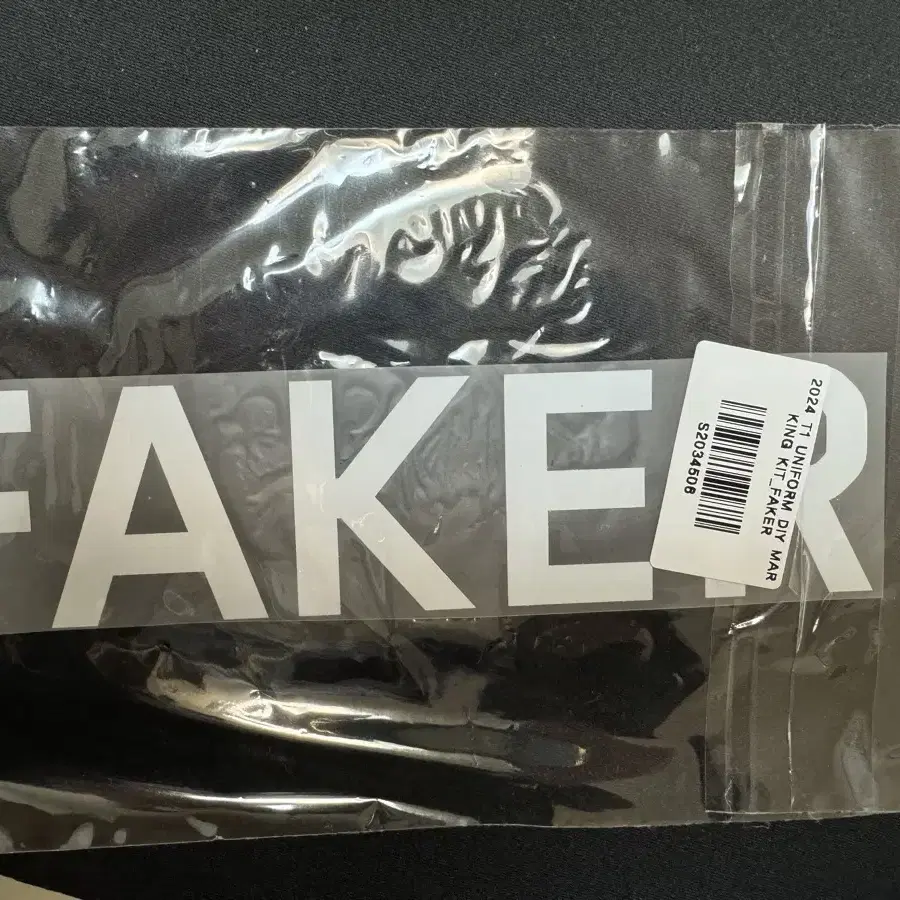 FAKER
2024 T1 UNIFORM DIY MAR
KING KIT_FAKER
S2034506